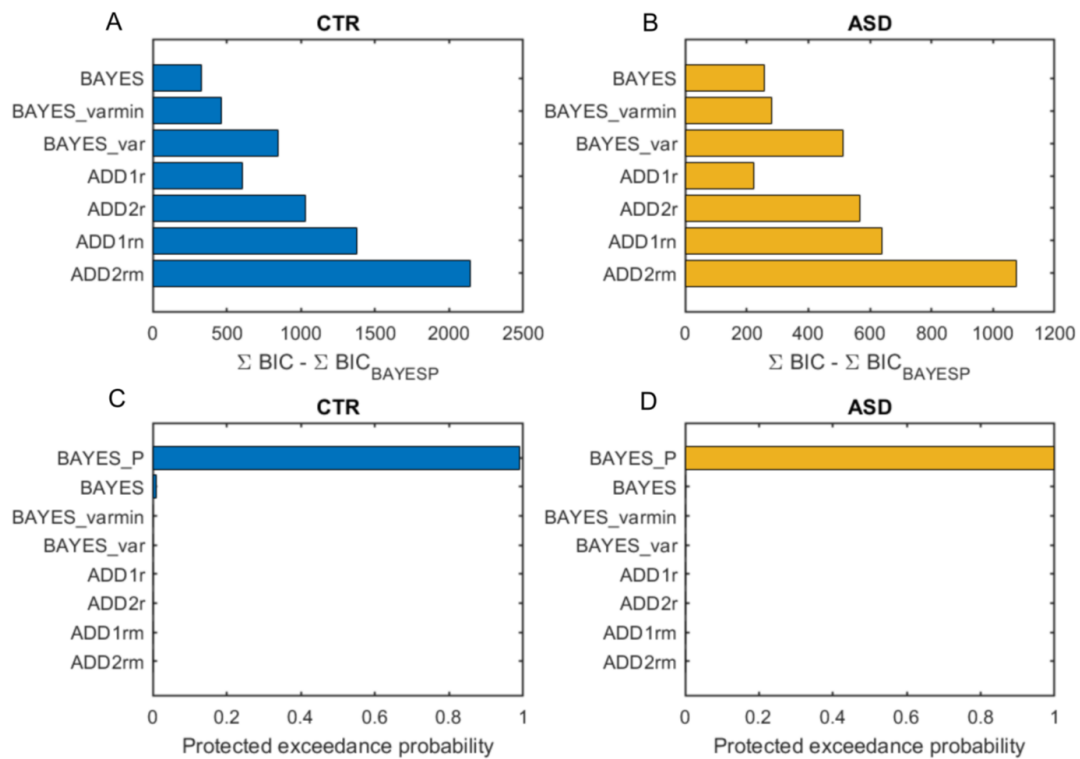 A
CTR
BAYES
BAYES_varmin
BAYES_var
ADD1r
ADD2r
ADD1rn
ADD2rm
0 500 1000 1500 2000 2500
Σ BIC - Σ BIC_BAYESP
B
ASD
BAYES
BAYES_varmin
BAYES_var
ADD1r
ADD2r
ADD1rn
ADD2rm
0 200 400 600 800 1000 1200
Σ BIC - Σ BIC_BAYESP
C
CTR
BAYES_P
BAYES
BAYES_varmin
BAYES_var
ADD1r
ADD2r
ADD1rm
ADD2rm
0 0.2 0.4 0.6 0.8 1
Protected exceedance probability
D
ASD
BAYES_P
BAYES
BAYES_varmin
BAYES_var
ADD1r
ADD2r
ADD1rm
ADD2rm
0 0.2 0.4 0.6 0.8 1
Protected exceedance probability